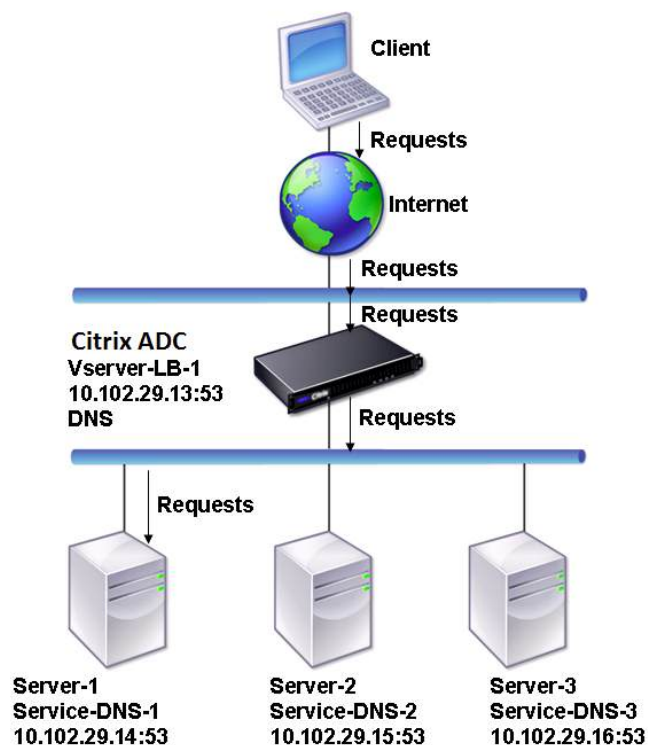 Client
Requests
Internet
Requests
Requests
Citrix ADC
Vserver-LB-1
10.102.29.13:53
DNS
Requests
Requests
Server-1
Service-DNS-1
10.102.29.14:53
Server-2
Service-DNS-2
10.102.29.15:53
Server-3
Service-DNS-3
10.102.29.16:53